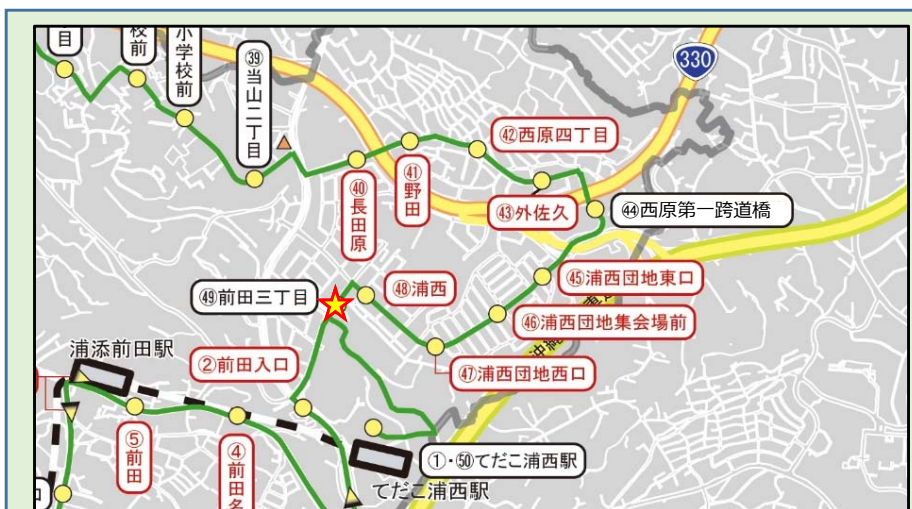 目
校前
小学校前
㊴当山二丁目
330
㊷西原四丁目
㊶野田
㊵長田原
㊸外佐久
㊹西原第一跨道橋
㊺浦西団地東口
㊽浦西
㊾前田三丁目
㊻浦西団地集会場前
沖縄
浦添前田駅
②前田入口
㊼浦西団地西口
⑤前田
④前田名
①・㊿てだこ浦西駅
てだこ浦西駅
口